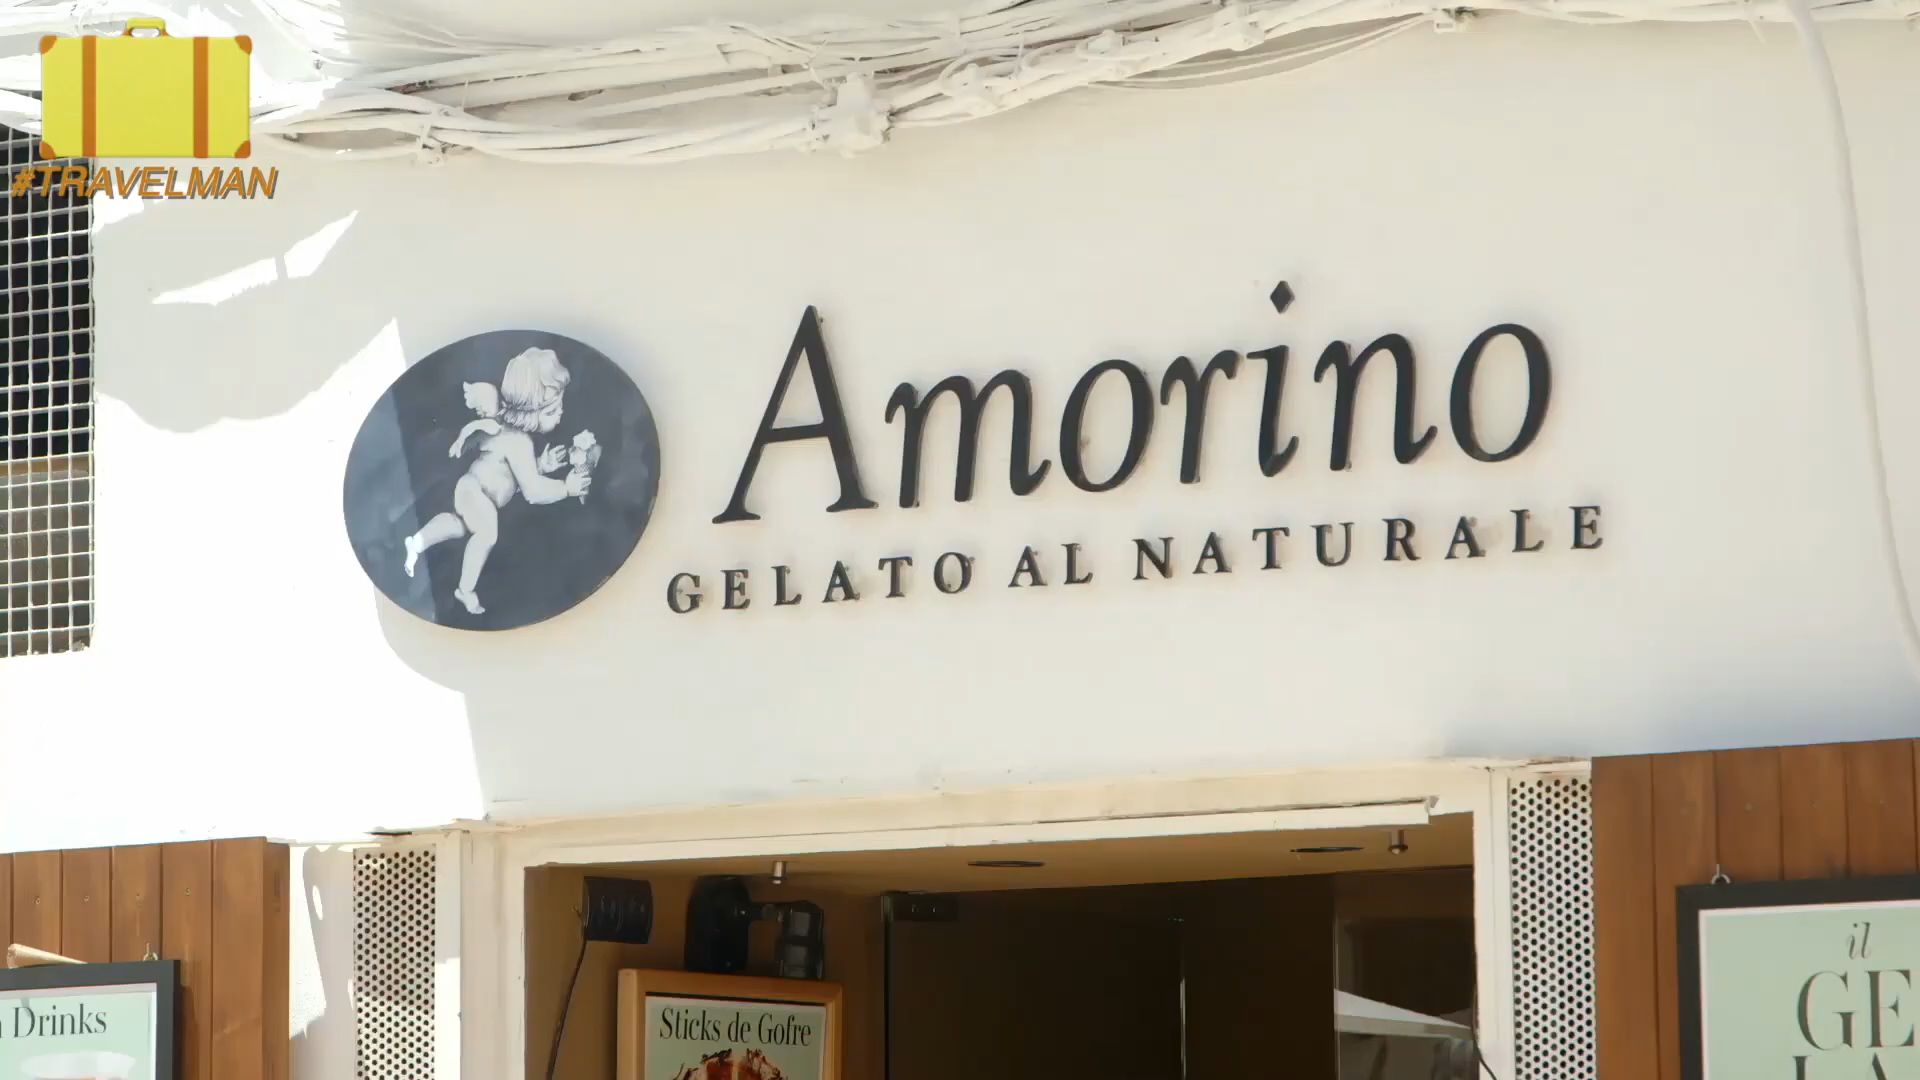 #TRAVELMAN
Amorino
GELATO AL NATURALE
Drinks
Sticks de Gofre
il
GE